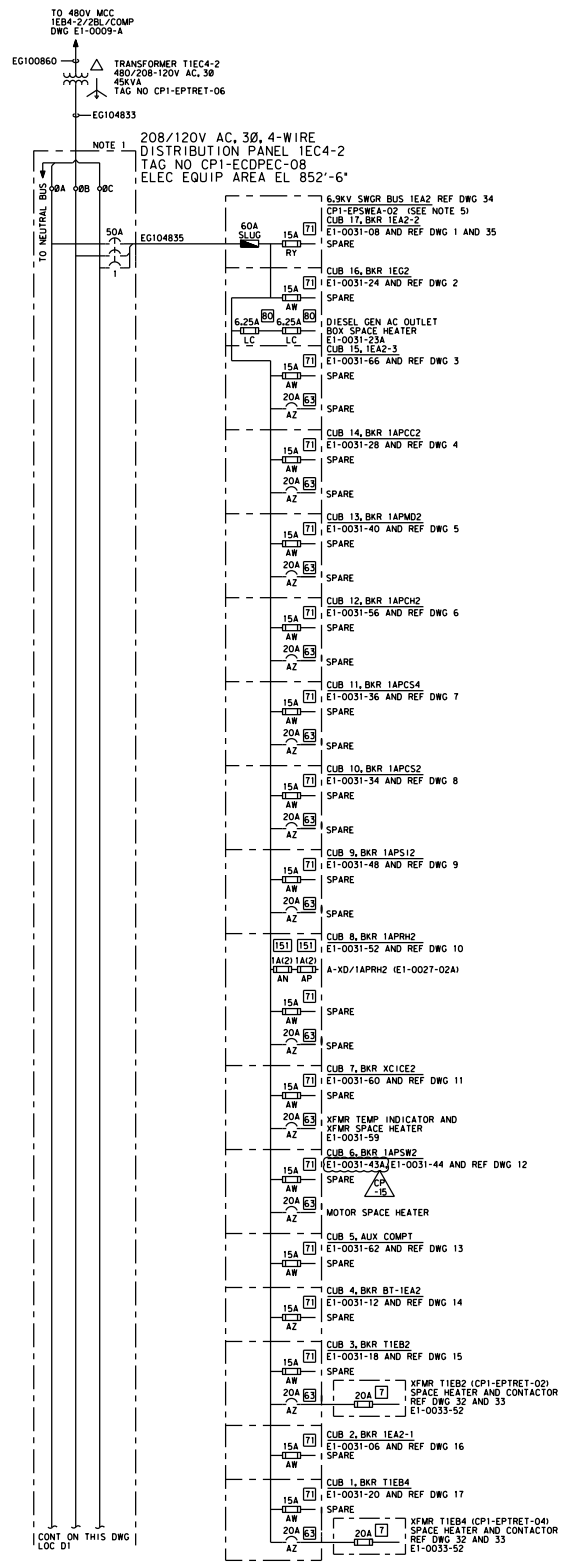 TO 480V MCC
1EB4-2/2BL/COMP
DWG E1-0009-A
EG100860
TRANSFORMER T1EC4-2
480/208-120V AC, 3Ø
45KVA
TAG NO CP1-EPTRET-06
EG104833
NOTE 1
208/120V AC, 3Ø, 4-WIRE
DISTRIBUTION PANEL 1EC4-2
TAG NO CP1-ECDPEC-08
ELEC EQUIP AREA EL 852'-6"
TO NEUTRAL BUS
ØA ØB ØC
50A
1
EG104835
60A
SLUG
6.9KV SWGR BUS 1EA2 REF DWG 34
CP1-EPSWEA-02 (SEE NOTE 5)
CUB 17, BKR 1EA2-2
71 E1-0031-08 AND REF DWG 1 AND 35
15A
SPARE
RY
CUB 16, BKR 1EG2
71 E1-0031-24 AND REF DWG 2
15A
SPARE
AW
6.25A 80 6.25A 80
LC LC
DIESEL GEN AC OUTLET
BOX SPACE HEATER
E1-0031-23A
CUB 15, 1EA2-3
71 E1-0031-66 AND REF DWG 3
15A
SPARE
AW
20A 63
SPARE
AZ
CUB 14, BKR 1APCC2
71 E1-0031-28 AND REF DWG 4
15A
SPARE
AW
20A 63
SPARE
AZ
CUB 13, BKR 1APMD2
71 E1-0031-40 AND REF DWG 5
15A
SPARE
AW
20A 63
SPARE
AZ
CUB 12, BKR 1APCH2
71 E1-0031-56 AND REF DWG 6
15A
SPARE
AW
20A 63
SPARE
AZ
CUB 11, BKR 1APCS4
71 E1-0031-36 AND REF DWG 7
15A
SPARE
AW
20A 63
SPARE
AZ
CUB 10, BKR 1APCS2
71 E1-0031-34 AND REF DWG 8
15A
SPARE
AW
20A 63
SPARE
AZ
CUB 9, BKR 1APSI2
71 E1-0031-48 AND REF DWG 9
15A
SPARE
AW
20A 63
SPARE
AZ
CUB 8, BKR 1APRH2
151 151 E1-0031-52 AND REF DWG 10
1A(2) 1A(2)
A-XD/1APRH2 (E1-0027-02A)
AN AP
15A 71
SPARE
AW
20A 63
SPARE
AZ
CUB 7, BKR XCICE2
71 E1-0031-60 AND REF DWG 11
15A
SPARE
AW
20A 63
AZ
XFMR TEMP INDICATOR AND
XFMR SPACE HEATER
E1-0031-59
CUB 6, BKR 1APSW2
71 E1-0031-43A, E1-0031-44 AND REF DWG 12
15A
SPARE
AW
CP
-15
20A 63
MOTOR SPACE HEATER
AZ
CUB 5, AUX COMPT
71 E1-0031-62 AND REF DWG 13
15A
SPARE
AW
CUB 4, BKR BT-1EA2
71 E1-0031-12 AND REF DWG 14
15A
SPARE
AZ
CUB 3, BKR T1EB2
71 E1-0031-18 AND REF DWG 15
15A
SPARE
AW
20A 63
AZ
20A 7
XFMR T1EB2 (CP1-EPTRET-02)
SPACE HEATER AND CONTACTOR
REF DWG 32 AND 33
E1-0033-52
CUB 2, BKR 1EA2-1
71 E1-0031-06 AND REF DWG 16
15A
SPARE
AW
CUB 1, BKR T1EB4
71 E1-0031-20 AND REF DWG 17
15A
SPARE
AW
20A 63
AZ
20A 7
XFMR T1EB4 (CP1-EPTRET-04)
SPACE HEATER AND CONTACTOR
REF DWG 32 AND 33
E1-0033-52
CONT ON THIS DWG
LOC D1